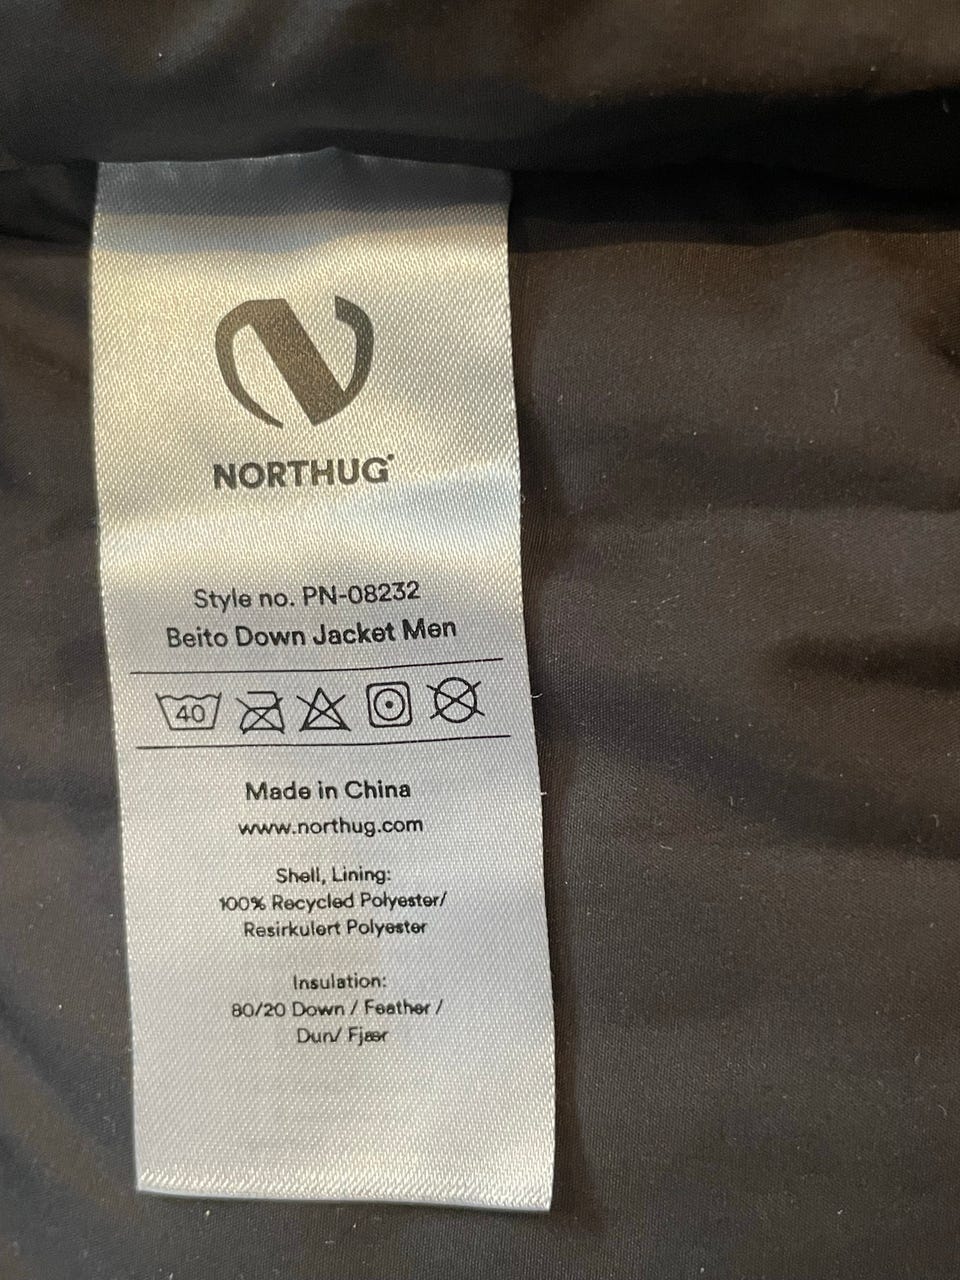 NORTHUG®
Style no. PN-08232
Beito Down Jacket Men
40
Made in China
www.northug.com
Shell, Lining:
100% Recycled Polyester/
Resirkulert Polyester
Insulation:
80/20 Down / Feather /
Dun/ Fjær